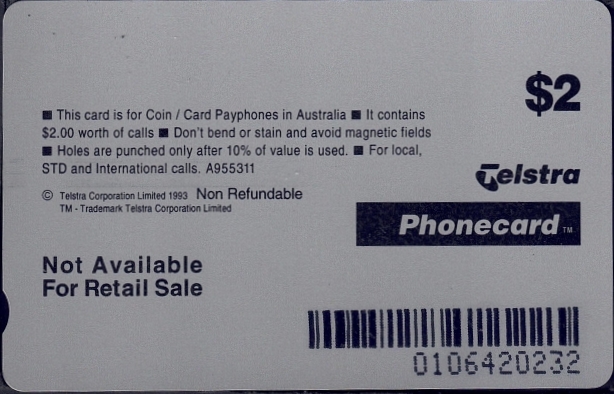 $2
■ This card is for Coin / Card Payphones in Australia ■ It contains
$2.00 worth of calls ■ Don't bend or stain and avoid magnetic fields
■ Holes are punched only after 10% of value is used. ■ For local,
STD and International calls. A955311
Telstra
© Telstra Corporation Limited 1993 Non Refundable
TM - Trademark Telstra Corporation Limited
Phonecard TM
Not Available
For Retail Sale
0106420232